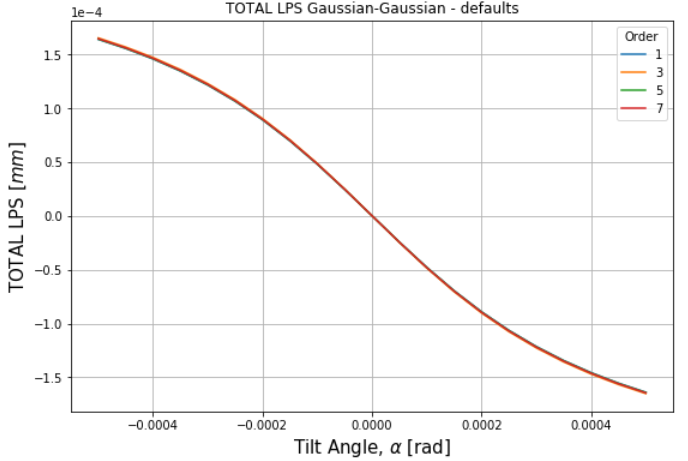 TOTAL LPS Gaussian-Gaussian - defaults
1e−4
Order
1
3
5
7
1.5
1.0
0.5
0.0
−0.5
−1.0
−1.5
TOTAL LPS [mm]
−0.0004 −0.0002 0.0000 0.0002 0.0004
Tilt Angle, α [rad]